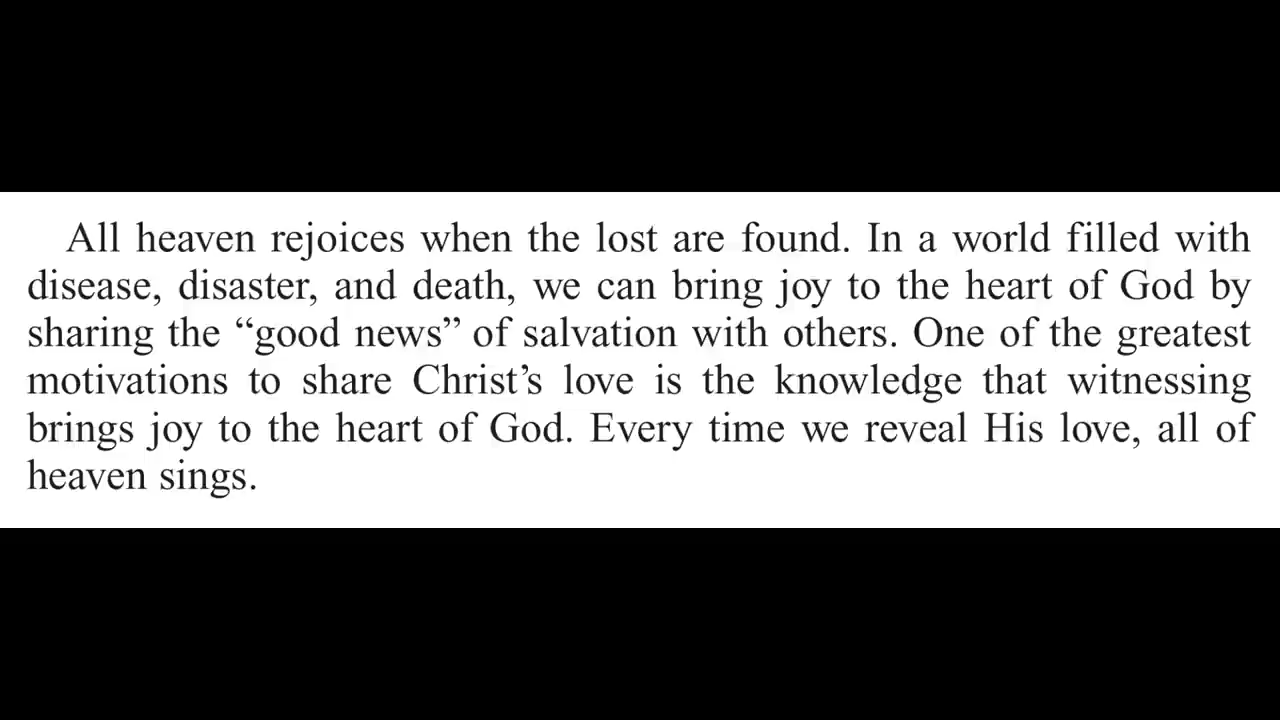 All heaven rejoices when the lost are found. In a world filled with
disease, disaster, and death, we can bring joy to the heart of God by
sharing the “good news” of salvation with others. One of the greatest
motivations to share Christ’s love is the knowledge that witnessing
brings joy to the heart of God. Every time we reveal His love, all of
heaven sings.